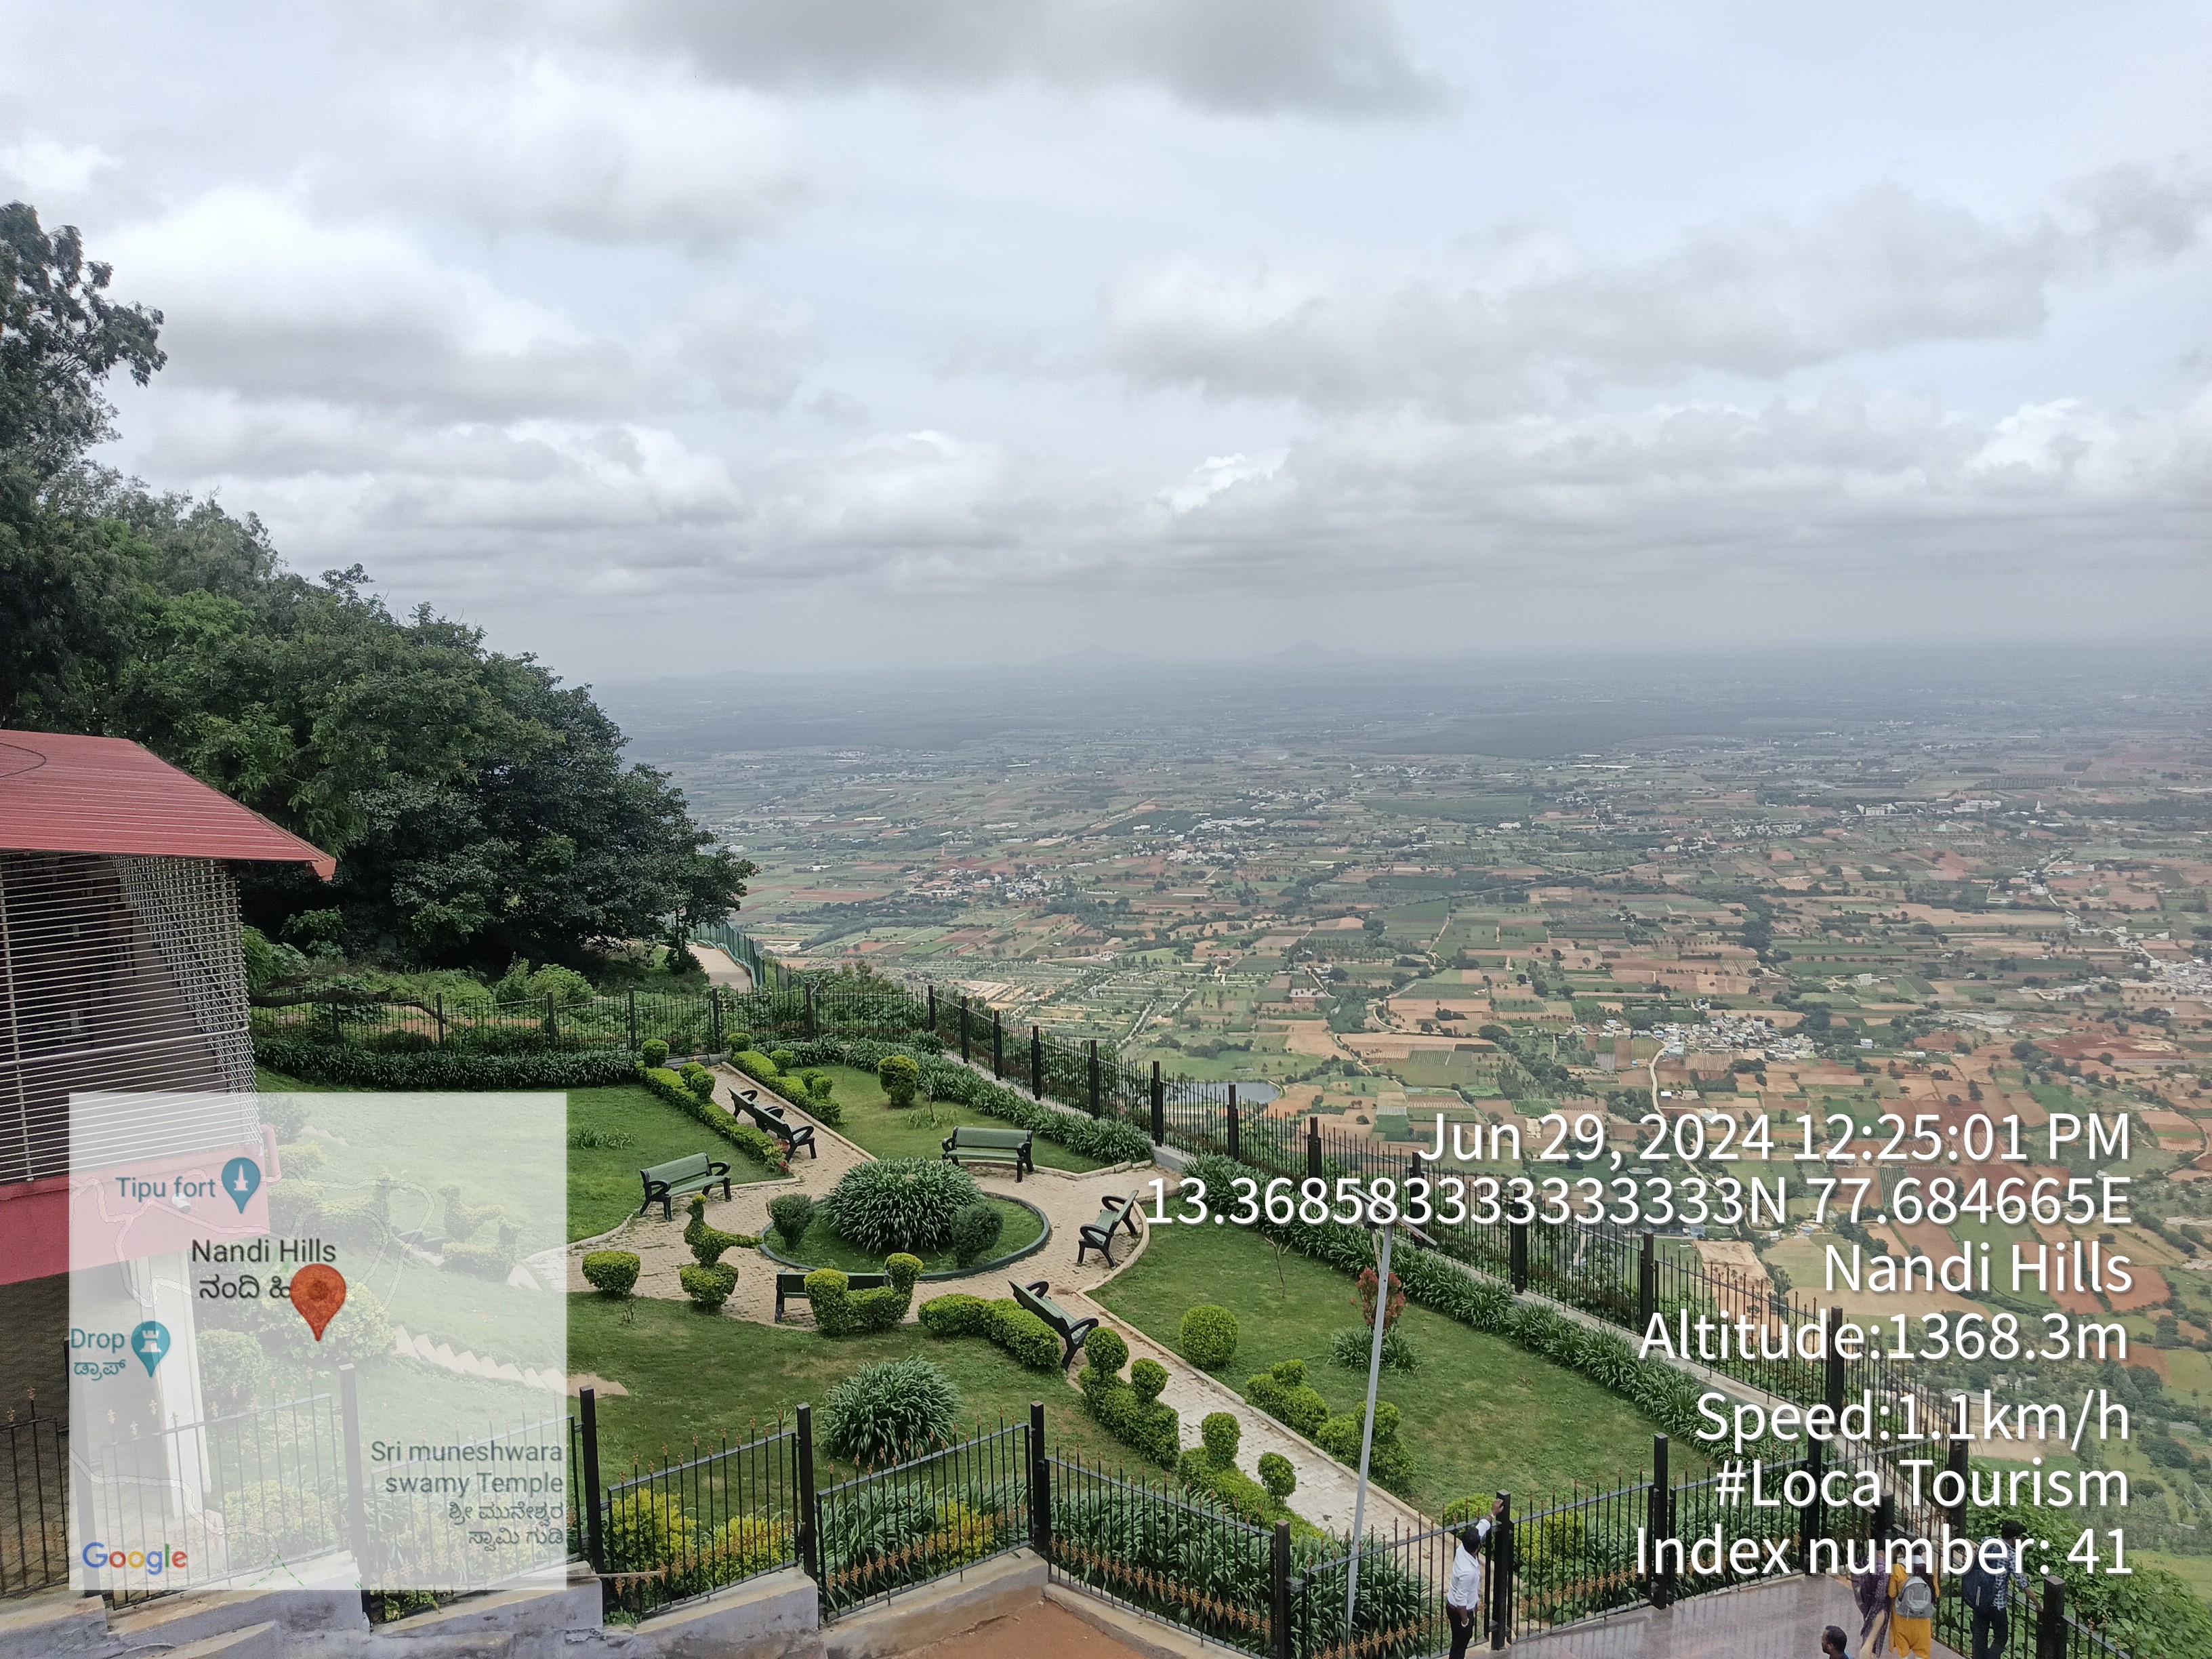 Tipu fort
Nandi Hills
ನಂದಿ ಹಿ
Drop
ಡ್ರಾಪ್
Sri muneshwara
swamy Temple
ಶ್ರೀ ಮುನೇಶ್ವರ
ಸ್ವಾಮಿ ಗುಡಿ
Google
Jun 29, 2024 12:25:01 PM
13.368583333333333N 77.684665E
Nandi Hills
Altitude:1368.3m
Speed:1.1km/h
#Loca Tourism
Index number: 41